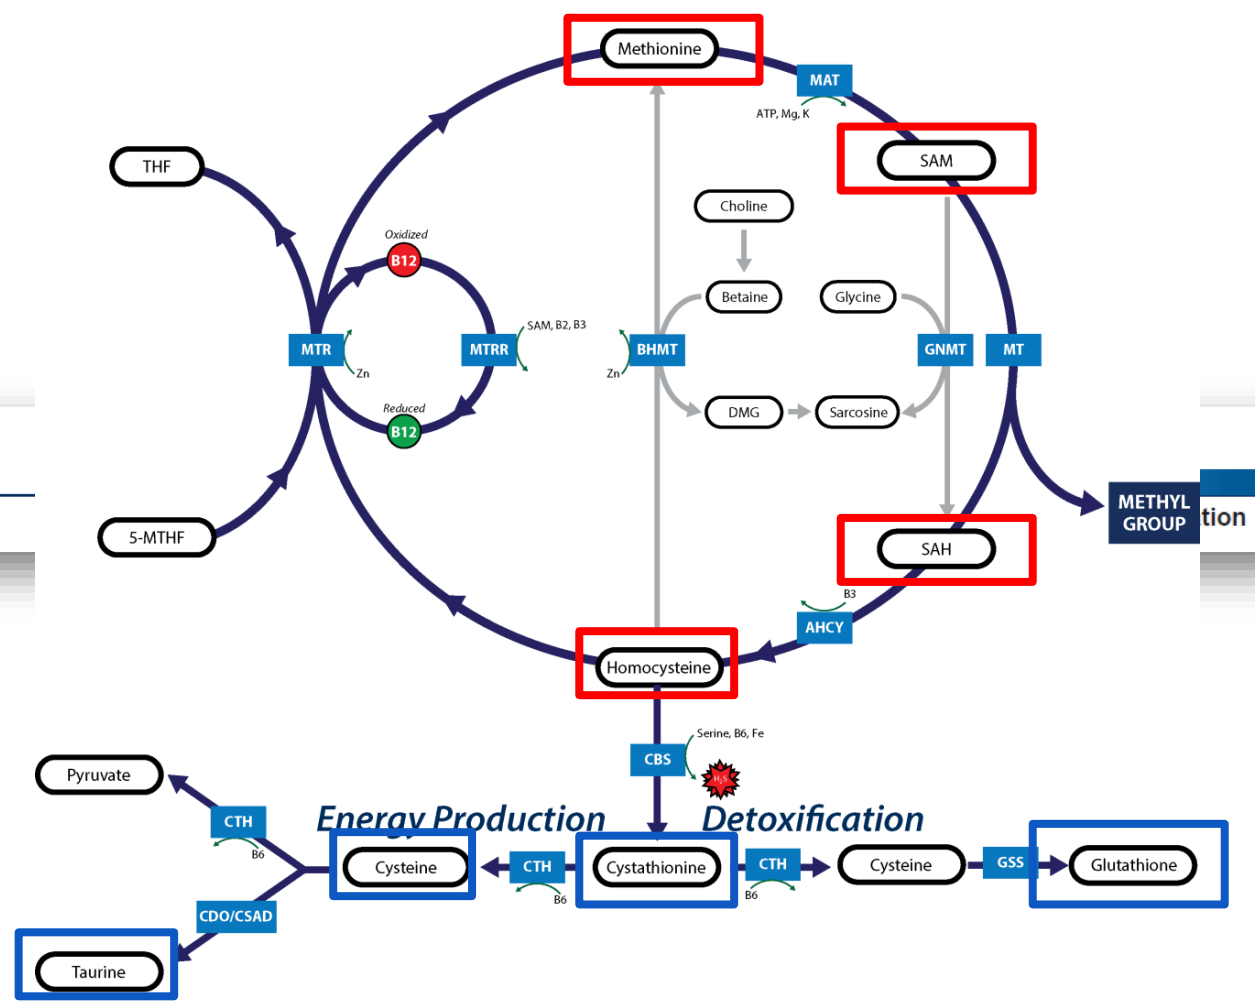 Methionine
MAT
ATP, Mg, K
THF
SAM
Choline
Oxidized
B12
Betaine
Glycine
SAM, B2, B3
MTR
MTRR
BHMT
GNMT
MT
Zn
Zn
Reduced
B12
DMG
Sarcosine
METHYL
GROUP
tion
5-MTHF
SAH
B3
AHCY
Homocysteine
Serine, B6, Fe
CBS
H2S
Pyruvate
CTH
B6
Energy Production
Detoxification
Cysteine
CTH
B6
Cystathionine
CTH
B6
Cysteine
GSS
Glutathione
CDO/CSAD
Taurine